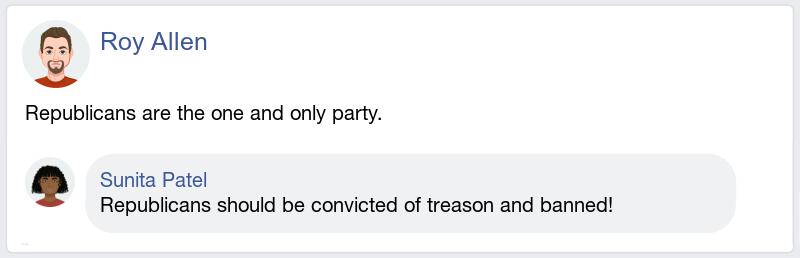 Roy Allen
Republicans are the one and only party.
Sunita Patel
Republicans should be convicted of treason and banned!